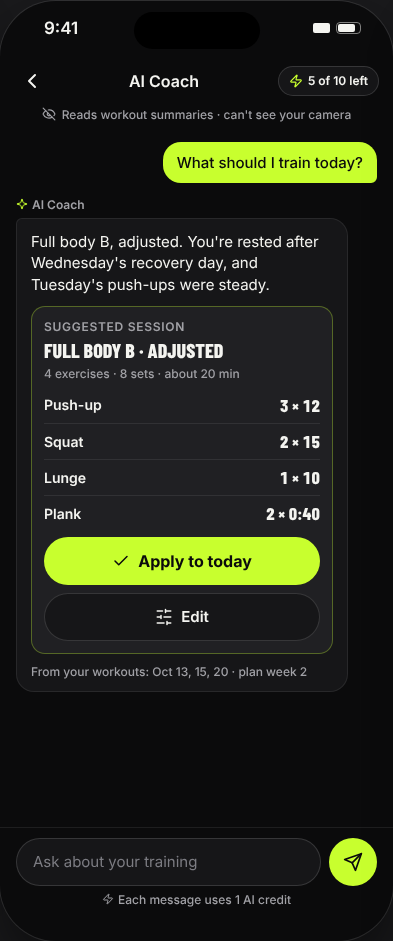 9:41
AI Coach
5 of 10 left
Reads workout summaries · can't see your camera
What should I train today?
AI Coach
Full body B, adjusted. You're rested after
Wednesday's recovery day, and
Tuesday's push-ups were steady.
SUGGESTED SESSION
FULL BODY B · ADJUSTED
4 exercises · 8 sets · about 20 min
Push-up 3 × 12
Squat 2 × 15
Lunge 1 × 10
Plank 2 × 0:40
Apply to today
Edit
From your workouts: Oct 13, 15, 20 · plan week 2
Ask about your training
Each message uses 1 AI credit